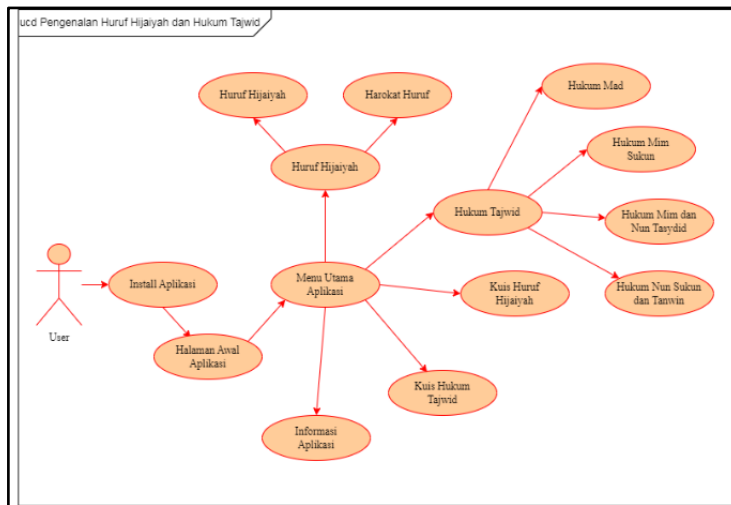 ucd Pengenalan Huruf Hijaiyah dan Hukum Tajwid
Huruf Hijaiyah
Harokat Huruf
Hukum Mad
Huruf Hijaiyah
Hukum Mim
Sukun
Hukum Tajwid
Hukum Mim dan
Nun Tasydid
User
Install Aplikasi
Menu Utama
Aplikasi
Kuis Huruf
Hijaiyah
Hukum Nun Sukun
dan Tanwin
Halaman Awal
Aplikasi
Kuis Hukum
Tajwid
Informasi
Aplikasi